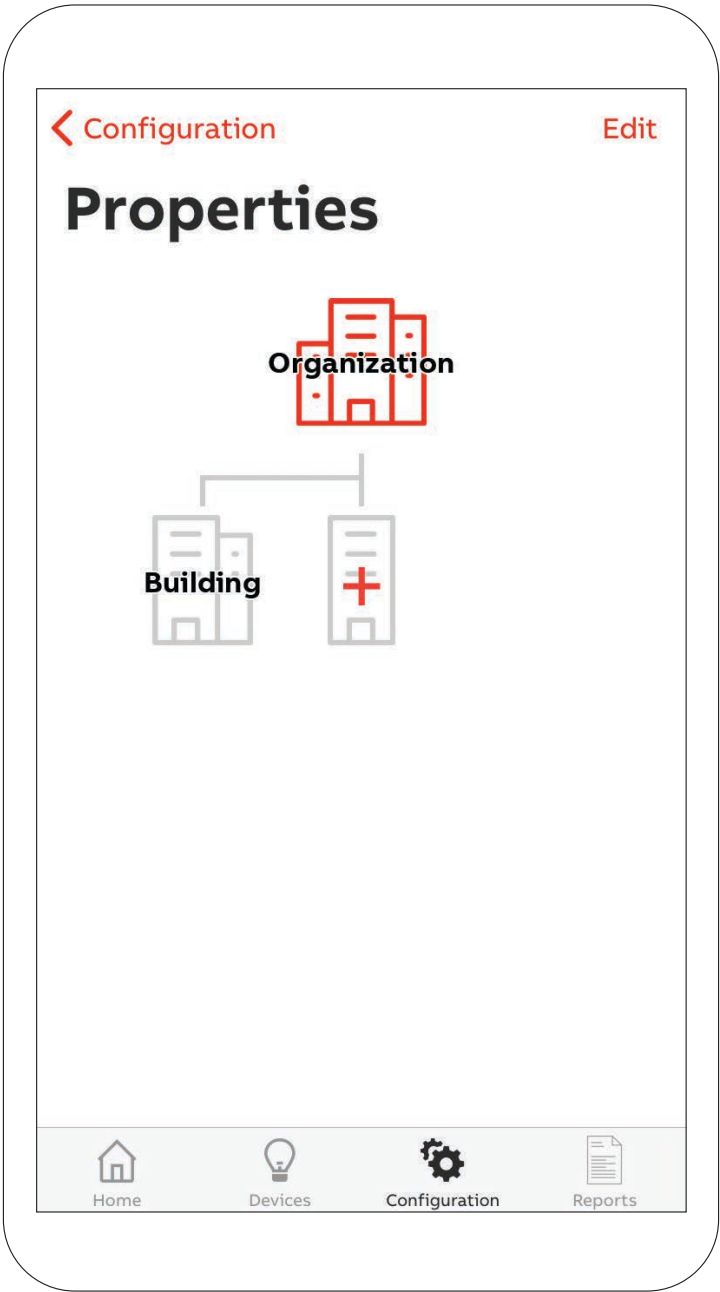 Configuration Edit
Properties
Organization
Building
Home Devices Configuration Reports